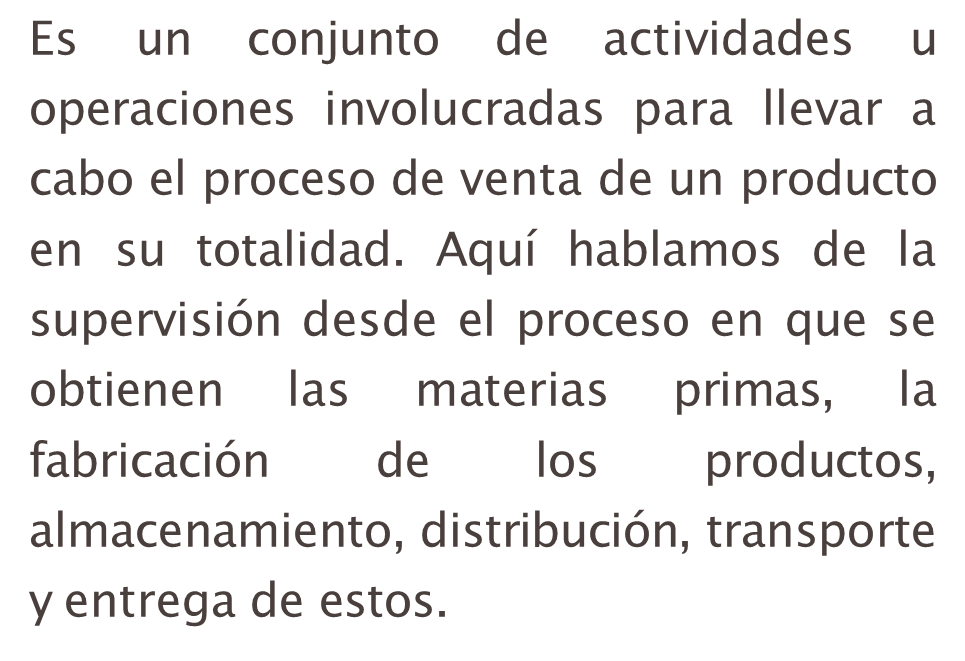 Es un conjunto de actividades u
operaciones involucradas para llevar a
cabo el proceso de venta de un producto
en su totalidad. Aquí hablamos de la
supervisión desde el proceso en que se
obtienen las materias primas, la
fabricación de los productos,
almacenamiento, distribución, transporte
y entrega de estos.